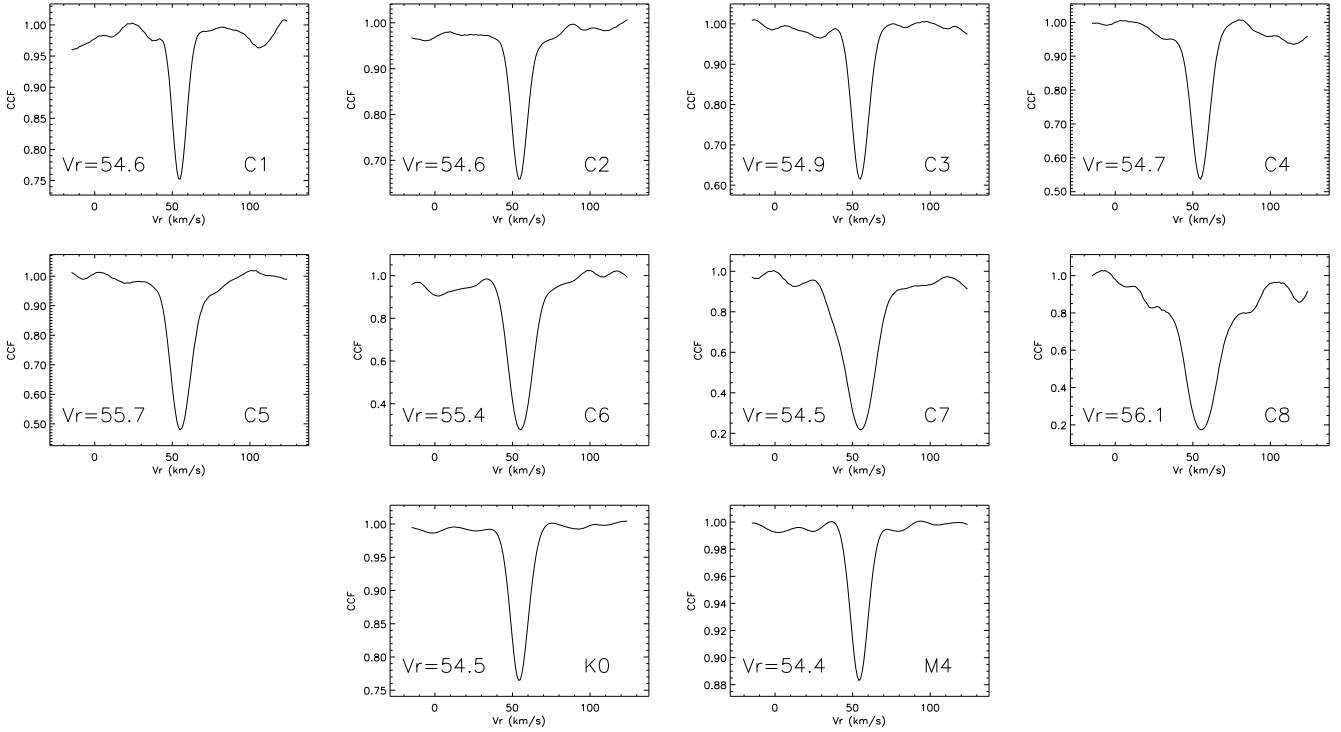 1.00
0.95
0.90
0.85
0.80
0.75
CCF
Vr=54.6 C1
0 50 100
Vr (km/s)
1.00
0.90
0.80
0.70
CCF
Vr=54.6 C2
0 50 100
Vr (km/s)
1.00
0.90
0.80
0.70
0.60
CCF
Vr=54.9 C3
0 50 100
Vr (km/s)
1.00
0.90
0.80
0.70
0.60
0.50
CCF
Vr=54.7 C4
0 50 100
Vr (km/s)
1.00
0.90
0.80
0.70
0.60
0.50
CCF
Vr=55.7 C5
0 50 100
Vr (km/s)
1.0
0.8
0.6
0.4
CCF
Vr=55.4 C6
0 50 100
Vr (km/s)
1.0
0.8
0.6
0.4
0.2
CCF
Vr=54.5 C7
0 50 100
Vr (km/s)
1.0
0.8
0.6
0.4
0.2
CCF
Vr=56.1 C8
0 50 100
Vr (km/s)
1.00
0.95
0.90
0.85
0.80
0.75
CCF
Vr=54.5 K0
0 50 100
Vr (km/s)
1.00
0.98
0.96
0.94
0.92
0.90
0.88
CCF
Vr=54.4 M4
0 50 100
Vr (km/s)